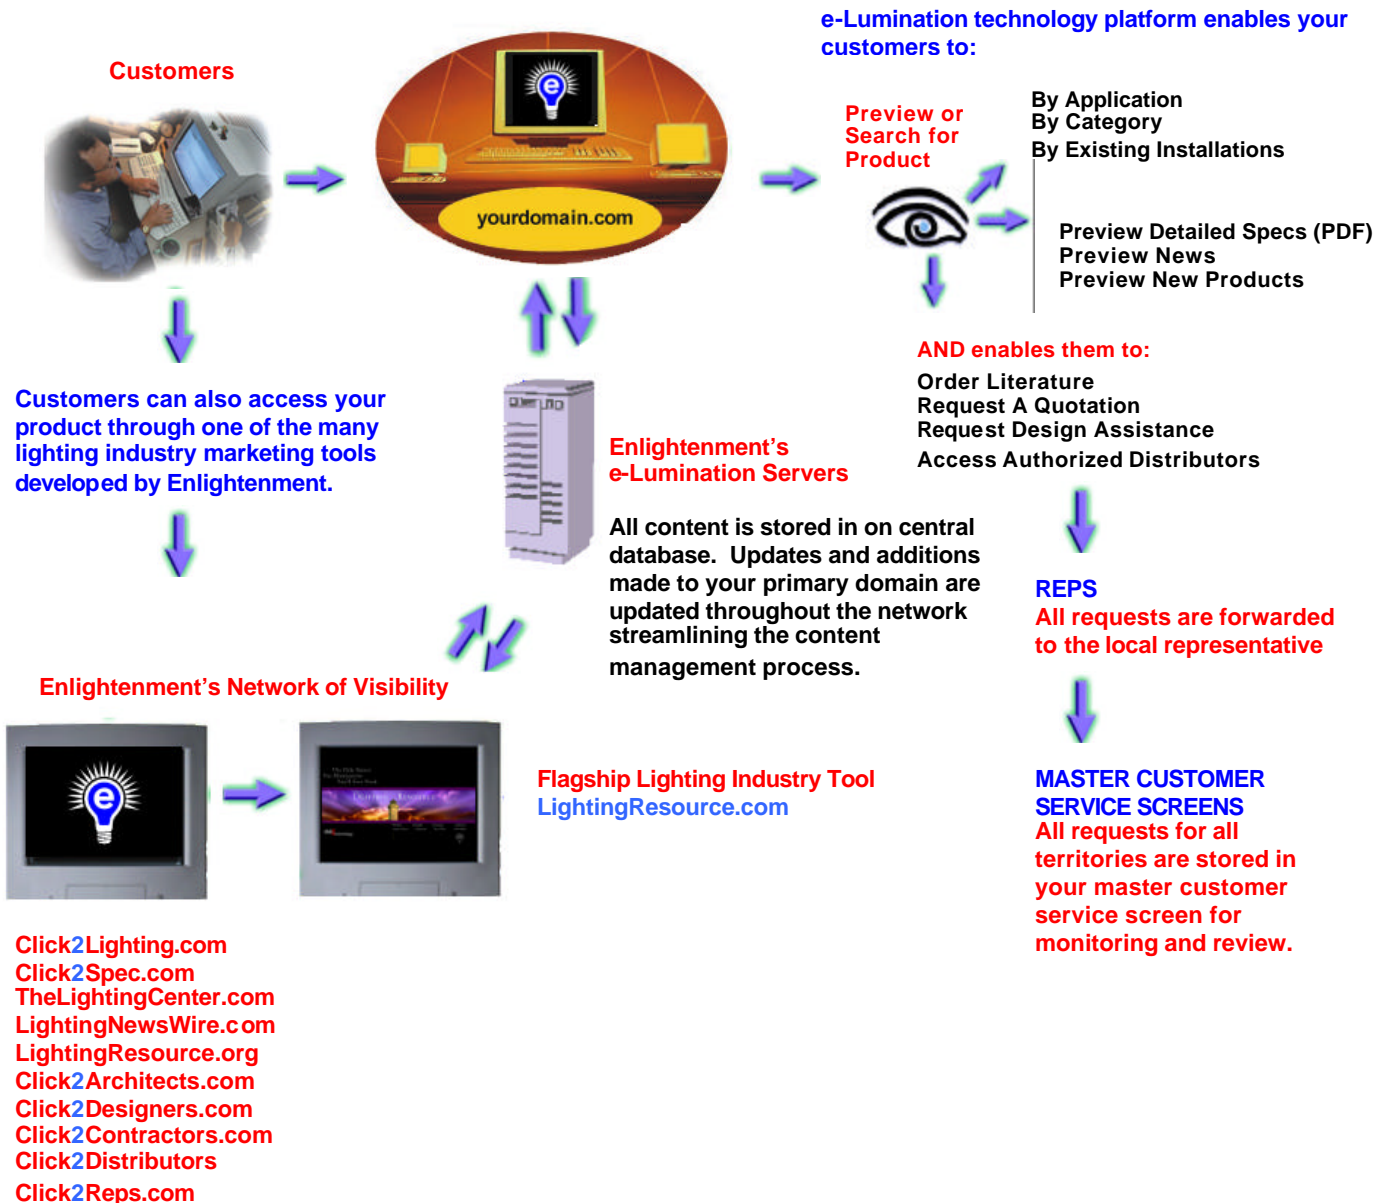 e-Lumination technology platform enables your
customers to:
Customers
e
yourdomain.com
Preview or
Search for
Product
By Application
By Category
By Existing Installations
Preview Detailed Specs (PDF)
Preview News
Preview New Products
AND enables them to:
Order Literature
Request A Quotation
Request Design Assistance
Access Authorized Distributors
Customers can also access your
product through one of the many
lighting industry marketing tools
developed by Enlightenment.
Enlightenment's
e-Lumination Servers
All content is stored in on central
database. Updates and additions
made to your primary domain are
updated throughout the network
streamlining the content
management process.
REPS
All requests are forwarded
to the local representative
Enlightenment's Network of Visibility
e
Flagship Lighting Industry Tool
LightingResource.com
MASTER CUSTOMER
SERVICE SCREENS
All requests for all
territories are stored in
your master customer
service screen for
monitoring and review.
Click2Lighting.com
Click2Spec.com
TheLightingCenter.com
LightingNewsWire.com
LightingResource.org
Click2Architects.com
Click2Designers.com
Click2Contractors.com
Click2Distributors
Click2Reps.com